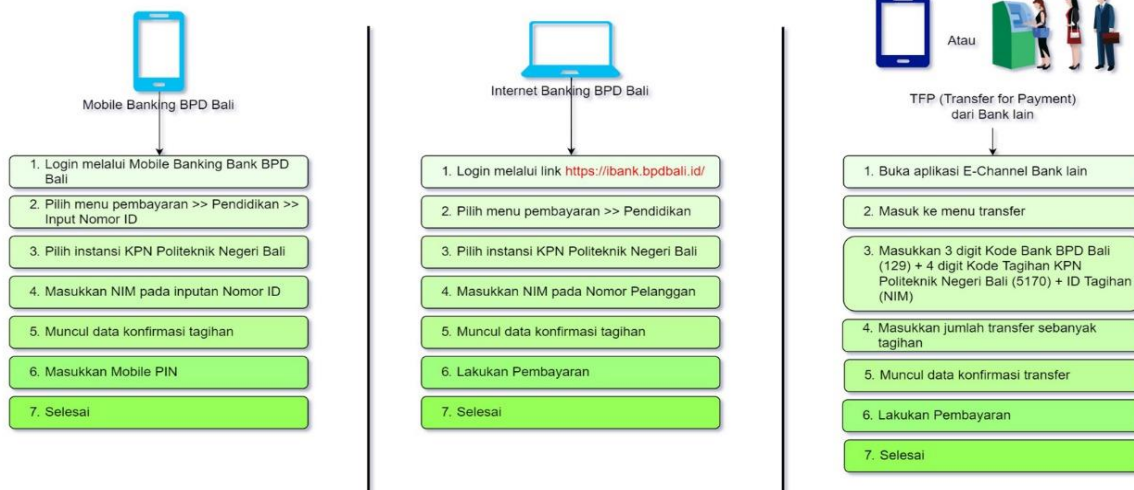 Mobile Banking BPD Bali
1. Login melalui Mobile Banking Bank BPD
Bali
2. Pilih menu pembayaran >> Pendidikan >>
Input Nomor ID
3. Pilih instansi KPN Politeknik Negeri Bali
4. Masukkan NIM pada inputan Nomor ID
5. Muncul data konfirmasi tagihan
6. Masukkan Mobile PIN
7. Selesai
Internet Banking BPD Bali
1. Login melalui link https://ibank.bpdbali.id/
2. Pilih menu pembayaran >> Pendidikan
3. Pilih instansi KPN Politeknik Negeri Bali
4. Masukkan NIM pada Nomor Pelanggan
5. Muncul data konfirmasi tagihan
6. Lakukan Pembayaran
7. Selesai
Atau
TFP (Transfer for Payment)
dari Bank lain
1. Buka aplikasi E-Channel Bank lain
2. Masuk ke menu transfer
3. Masukkan 3 digit Kode Bank BPD Bali
(129) + 4 digit Kode Tagihan KPN
Politeknik Negeri Bali (5170) + ID Tagihan
(NIM)
4. Masukkan jumlah transfer sebanyak
tagihan
5. Muncul data konfirmasi transfer
6. Lakukan Pembayaran
7. Selesai